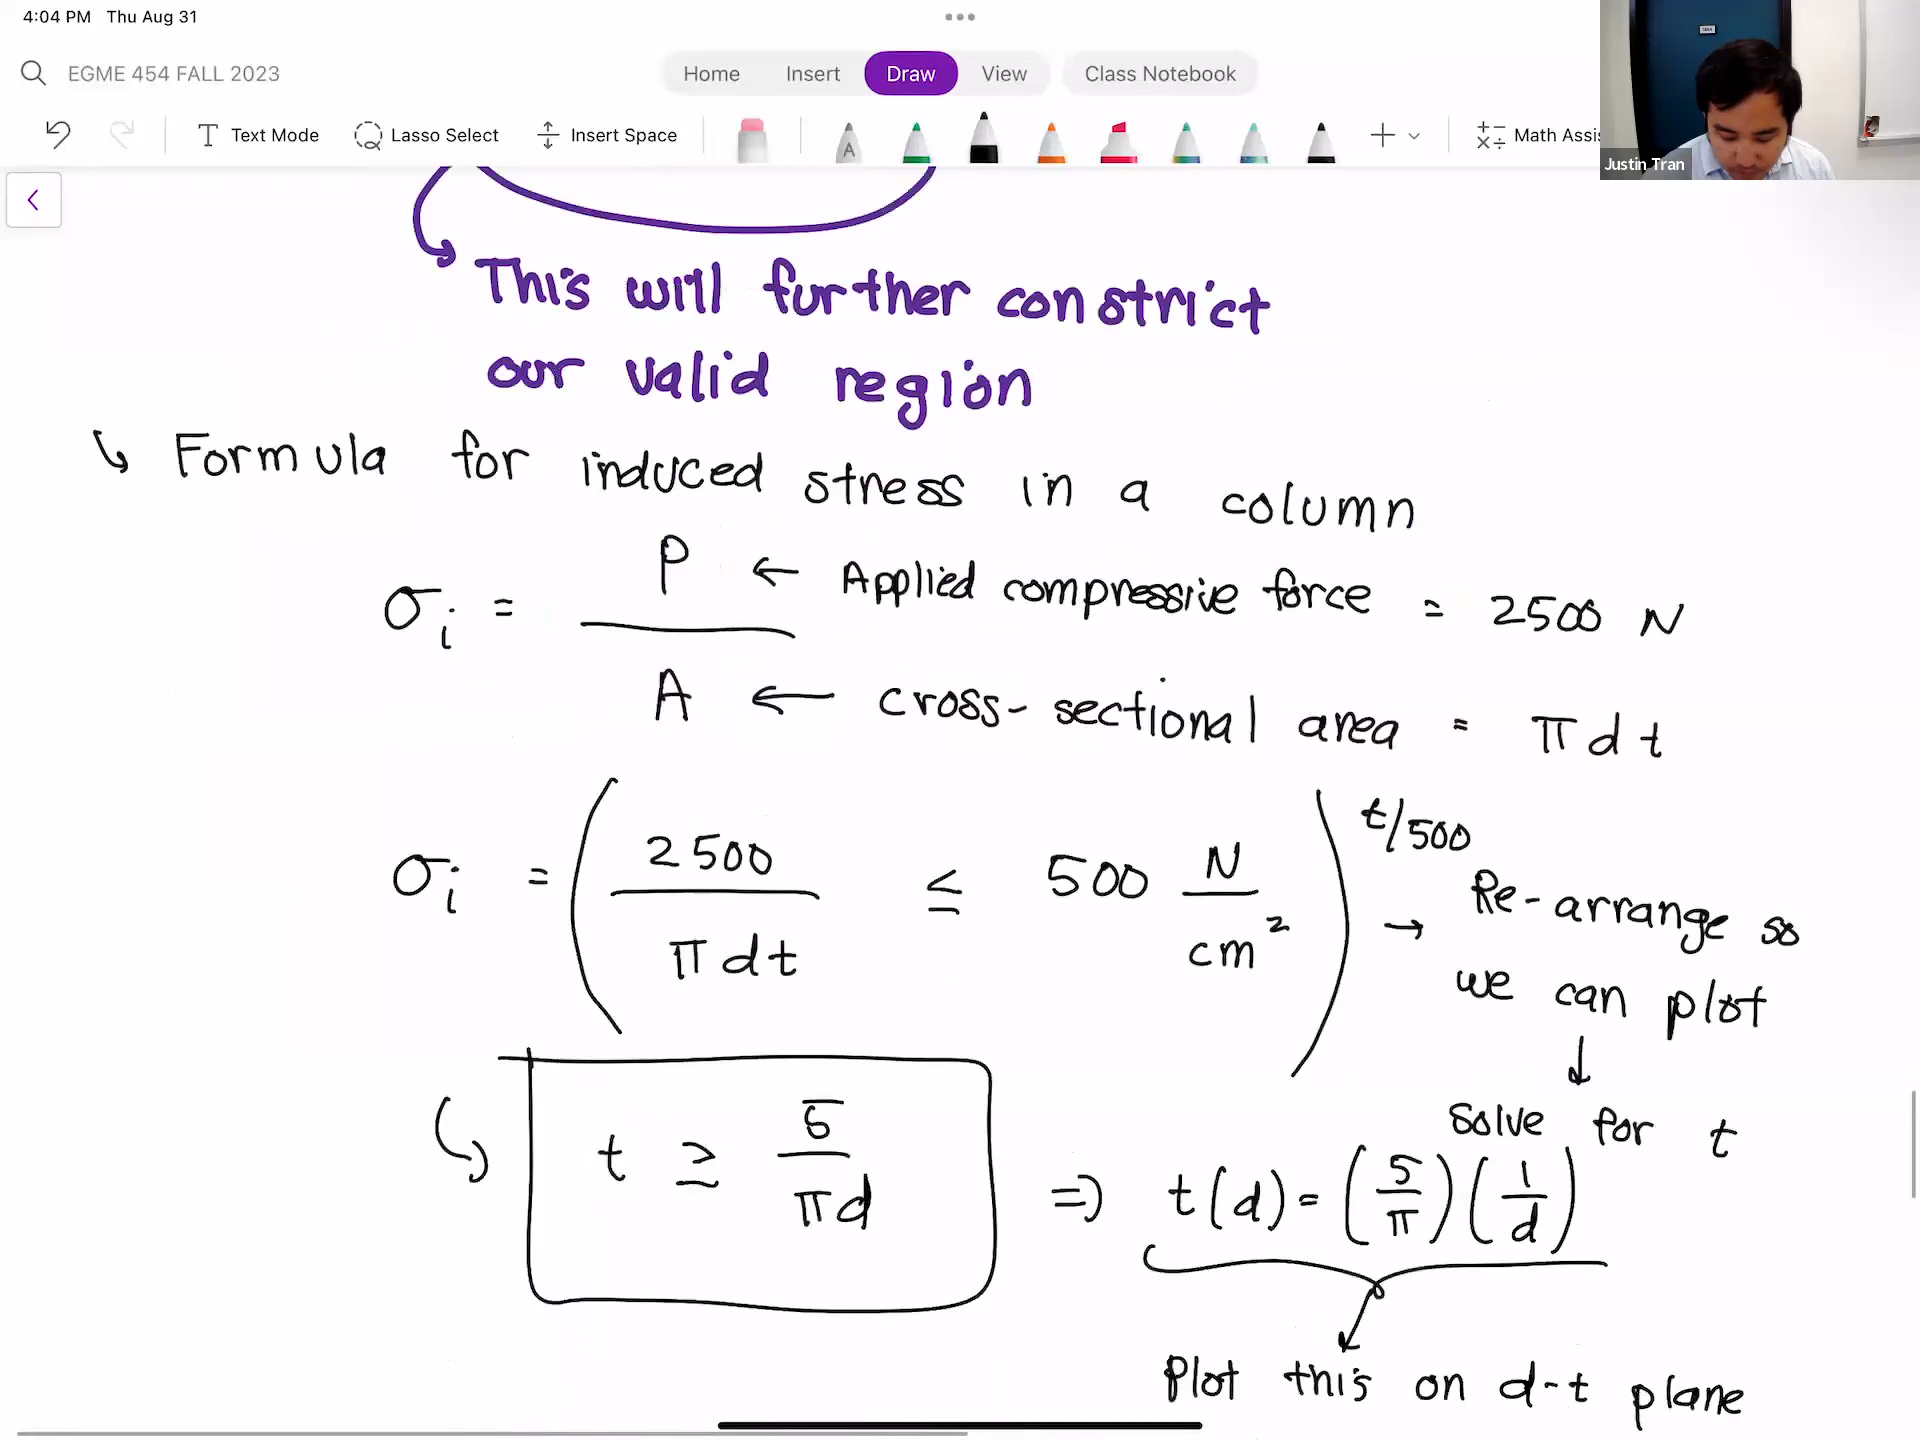 4:04 PM Thu Aug 31
EGME 454 FALL 2023
Home Insert Draw View Class Notebook
Text Mode Lasso Select Insert Space A Math Assis
Justin Tran
This will further constrict
our valid region
↳ Formula for induced stress in a column
σi = P ← Applied compressive force = 2500 N
A ← cross-sectional area = πdt
σi = ( 2500 / πdt ≤ 500 N / cm² ) t/500
→ Re-arrange so
we can plot
↓
solve for t
↳ t ≥ 5 / πd => t(d) = (5/π)(1/d)
Plot this on d-t plane